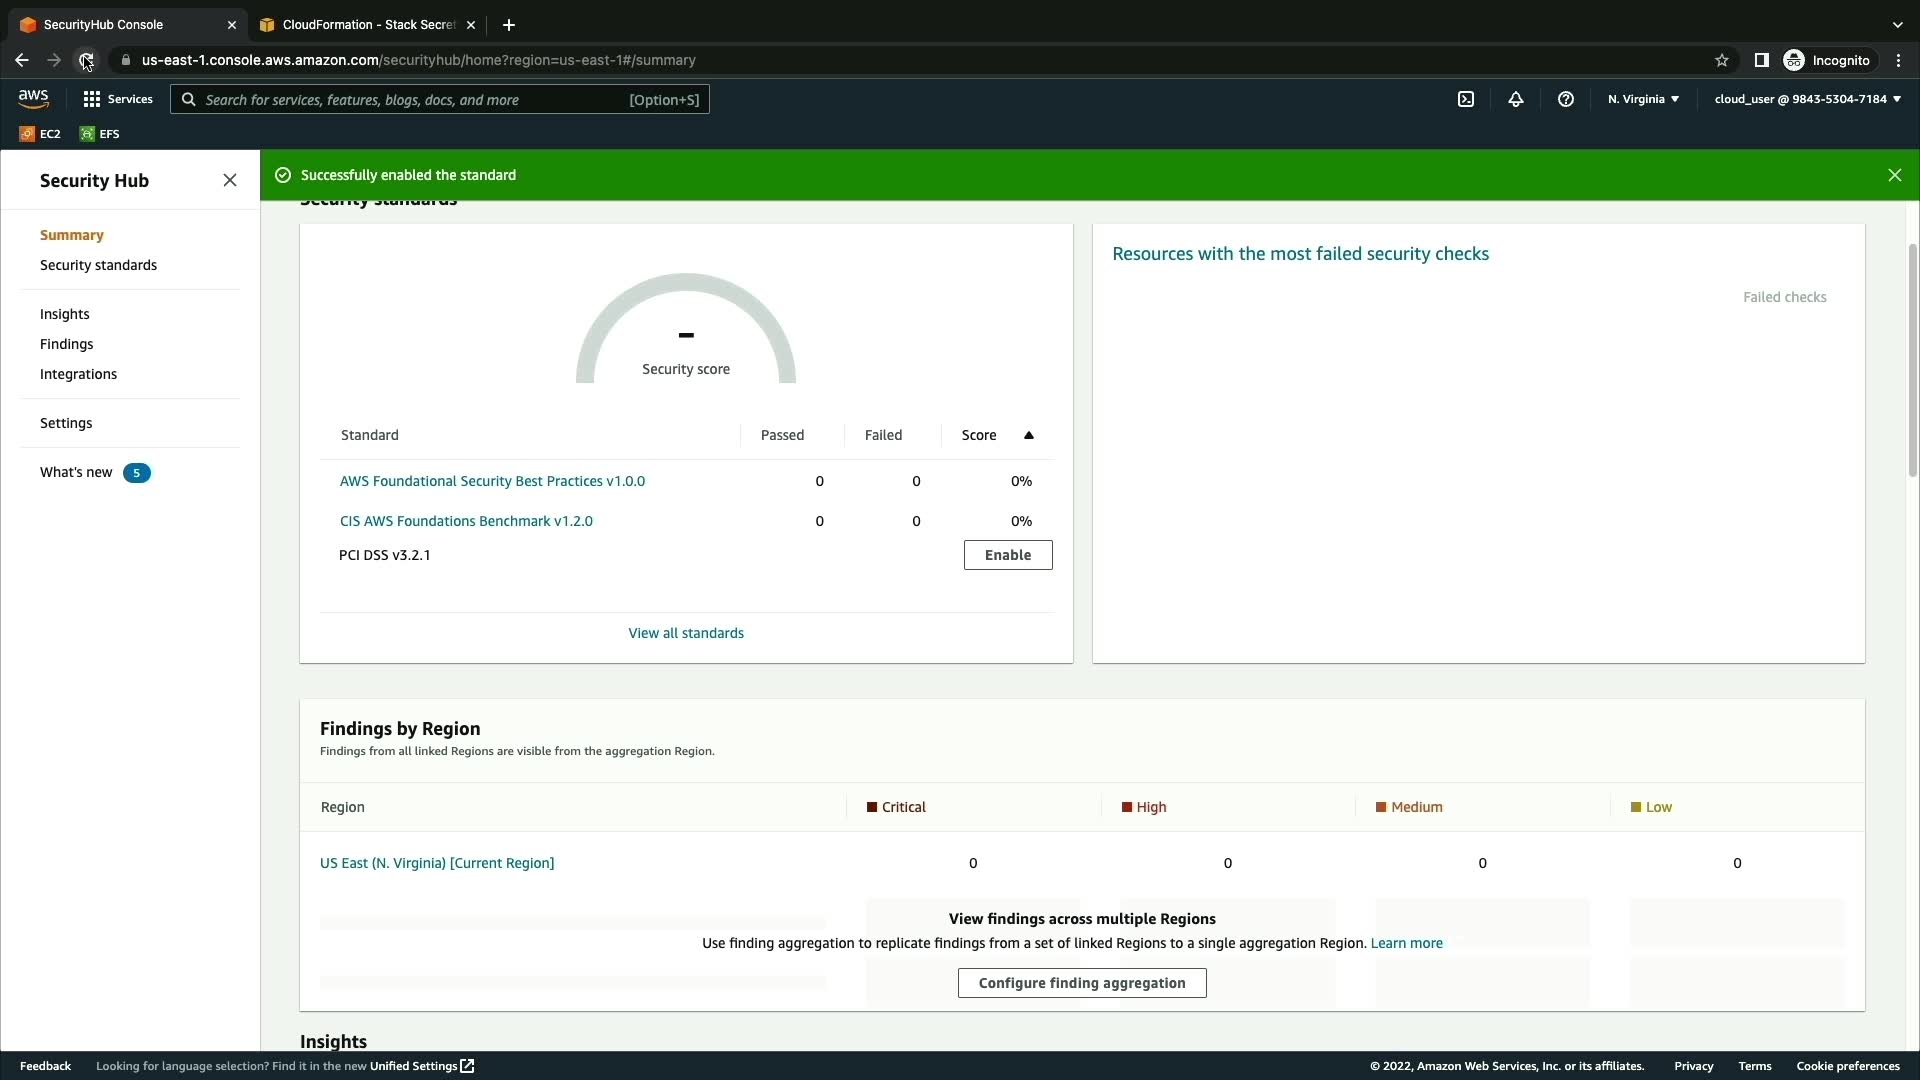 SecurityHub Console
CloudFormation - Stack Secret
us-east-1.console.aws.amazon.com/securityhub/home?region=us-east-1#/summary
Incognito
aws
Services
Search for services, features, blogs, docs, and more
[Option+S]
N. Virginia
cloud_user @ 9843-5304-7184
EC2
EFS
Security Hub
Successfully enabled the standard
Security standards
Summary
Security standards
Insights
Findings
Integrations
Settings
What's new 5
–
Security score
Standard Passed Failed Score
AWS Foundational Security Best Practices v1.0.0 0 0 0%
CIS AWS Foundations Benchmark v1.2.0 0 0 0%
PCI DSS v3.2.1 Enable
View all standards
Resources with the most failed security checks
Failed checks
Findings by Region
Findings from all linked Regions are visible from the aggregation Region.
Region Critical High Medium Low
US East (N. Virginia) [Current Region] 0 0 0 0
View findings across multiple Regions
Use finding aggregation to replicate findings from a set of linked Regions to a single aggregation Region. Learn more
Configure finding aggregation
Insights
Feedback
Looking for language selection? Find it in the new Unified Settings
© 2022, Amazon Web Services, Inc. or its affiliates.
Privacy
Terms
Cookie preferences